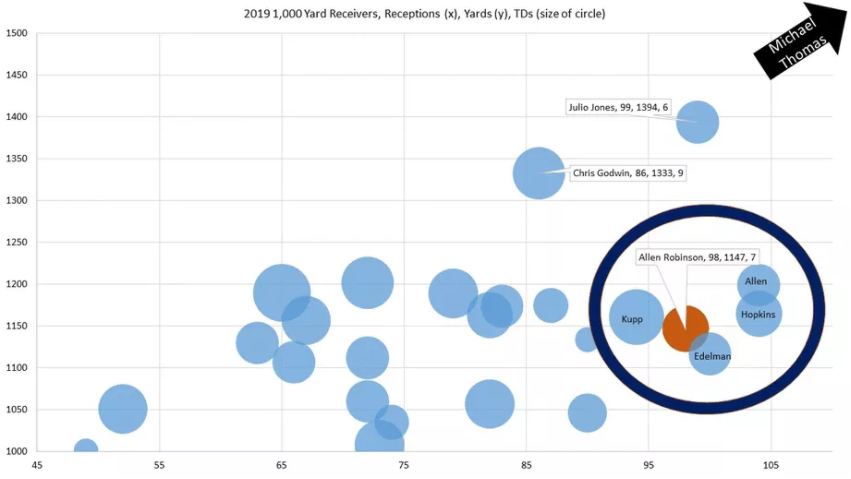 2019 1,000 Yard Receivers, Receptions (x), Yards (y), TDs (size of circle)
Michael
Thomas
1500
1450
1400
1350
1300
1250
1200
1150
1100
1050
1000
Julio Jones, 99, 1394, 6
Chris Godwin, 86, 1333, 9
Allen Robinson, 98, 1147, 7
Allen
Kupp
Hopkins
Edelman
45
55
65
75
85
95
105